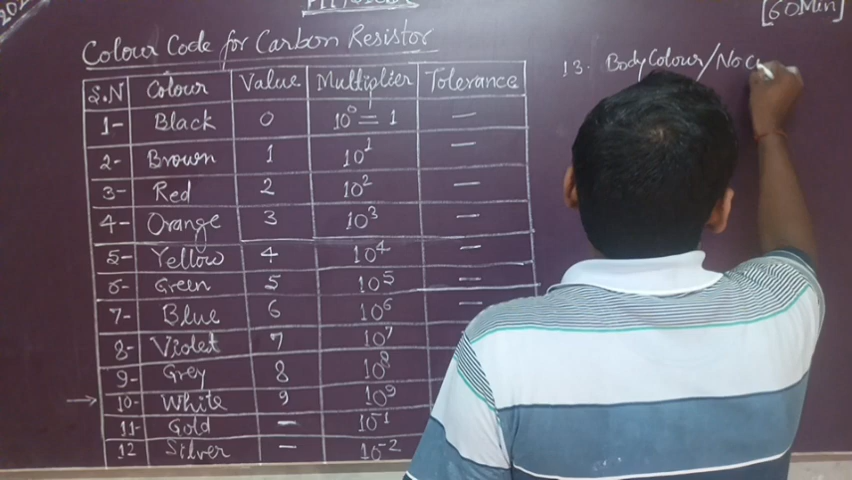 [60Min]
Colour Code for Carbon Resistor
S.N Colour Value Multiplier Tolerance
1- Black 0 10⁰ = 1 —
2- Brown 1 10¹ —
3- Red 2 10² —
4- Orange 3 10³ —
5- Yellow 4 10⁴ —
6- Green 5 10⁵ —
7- Blue 6 10⁶ —
8- Violet 7 10⁷
9- Grey 8 10⁸
→ 10- White 9 10⁹
11- Gold — 10⁻¹
12 Silver — 10⁻²
13. Body Colour/No